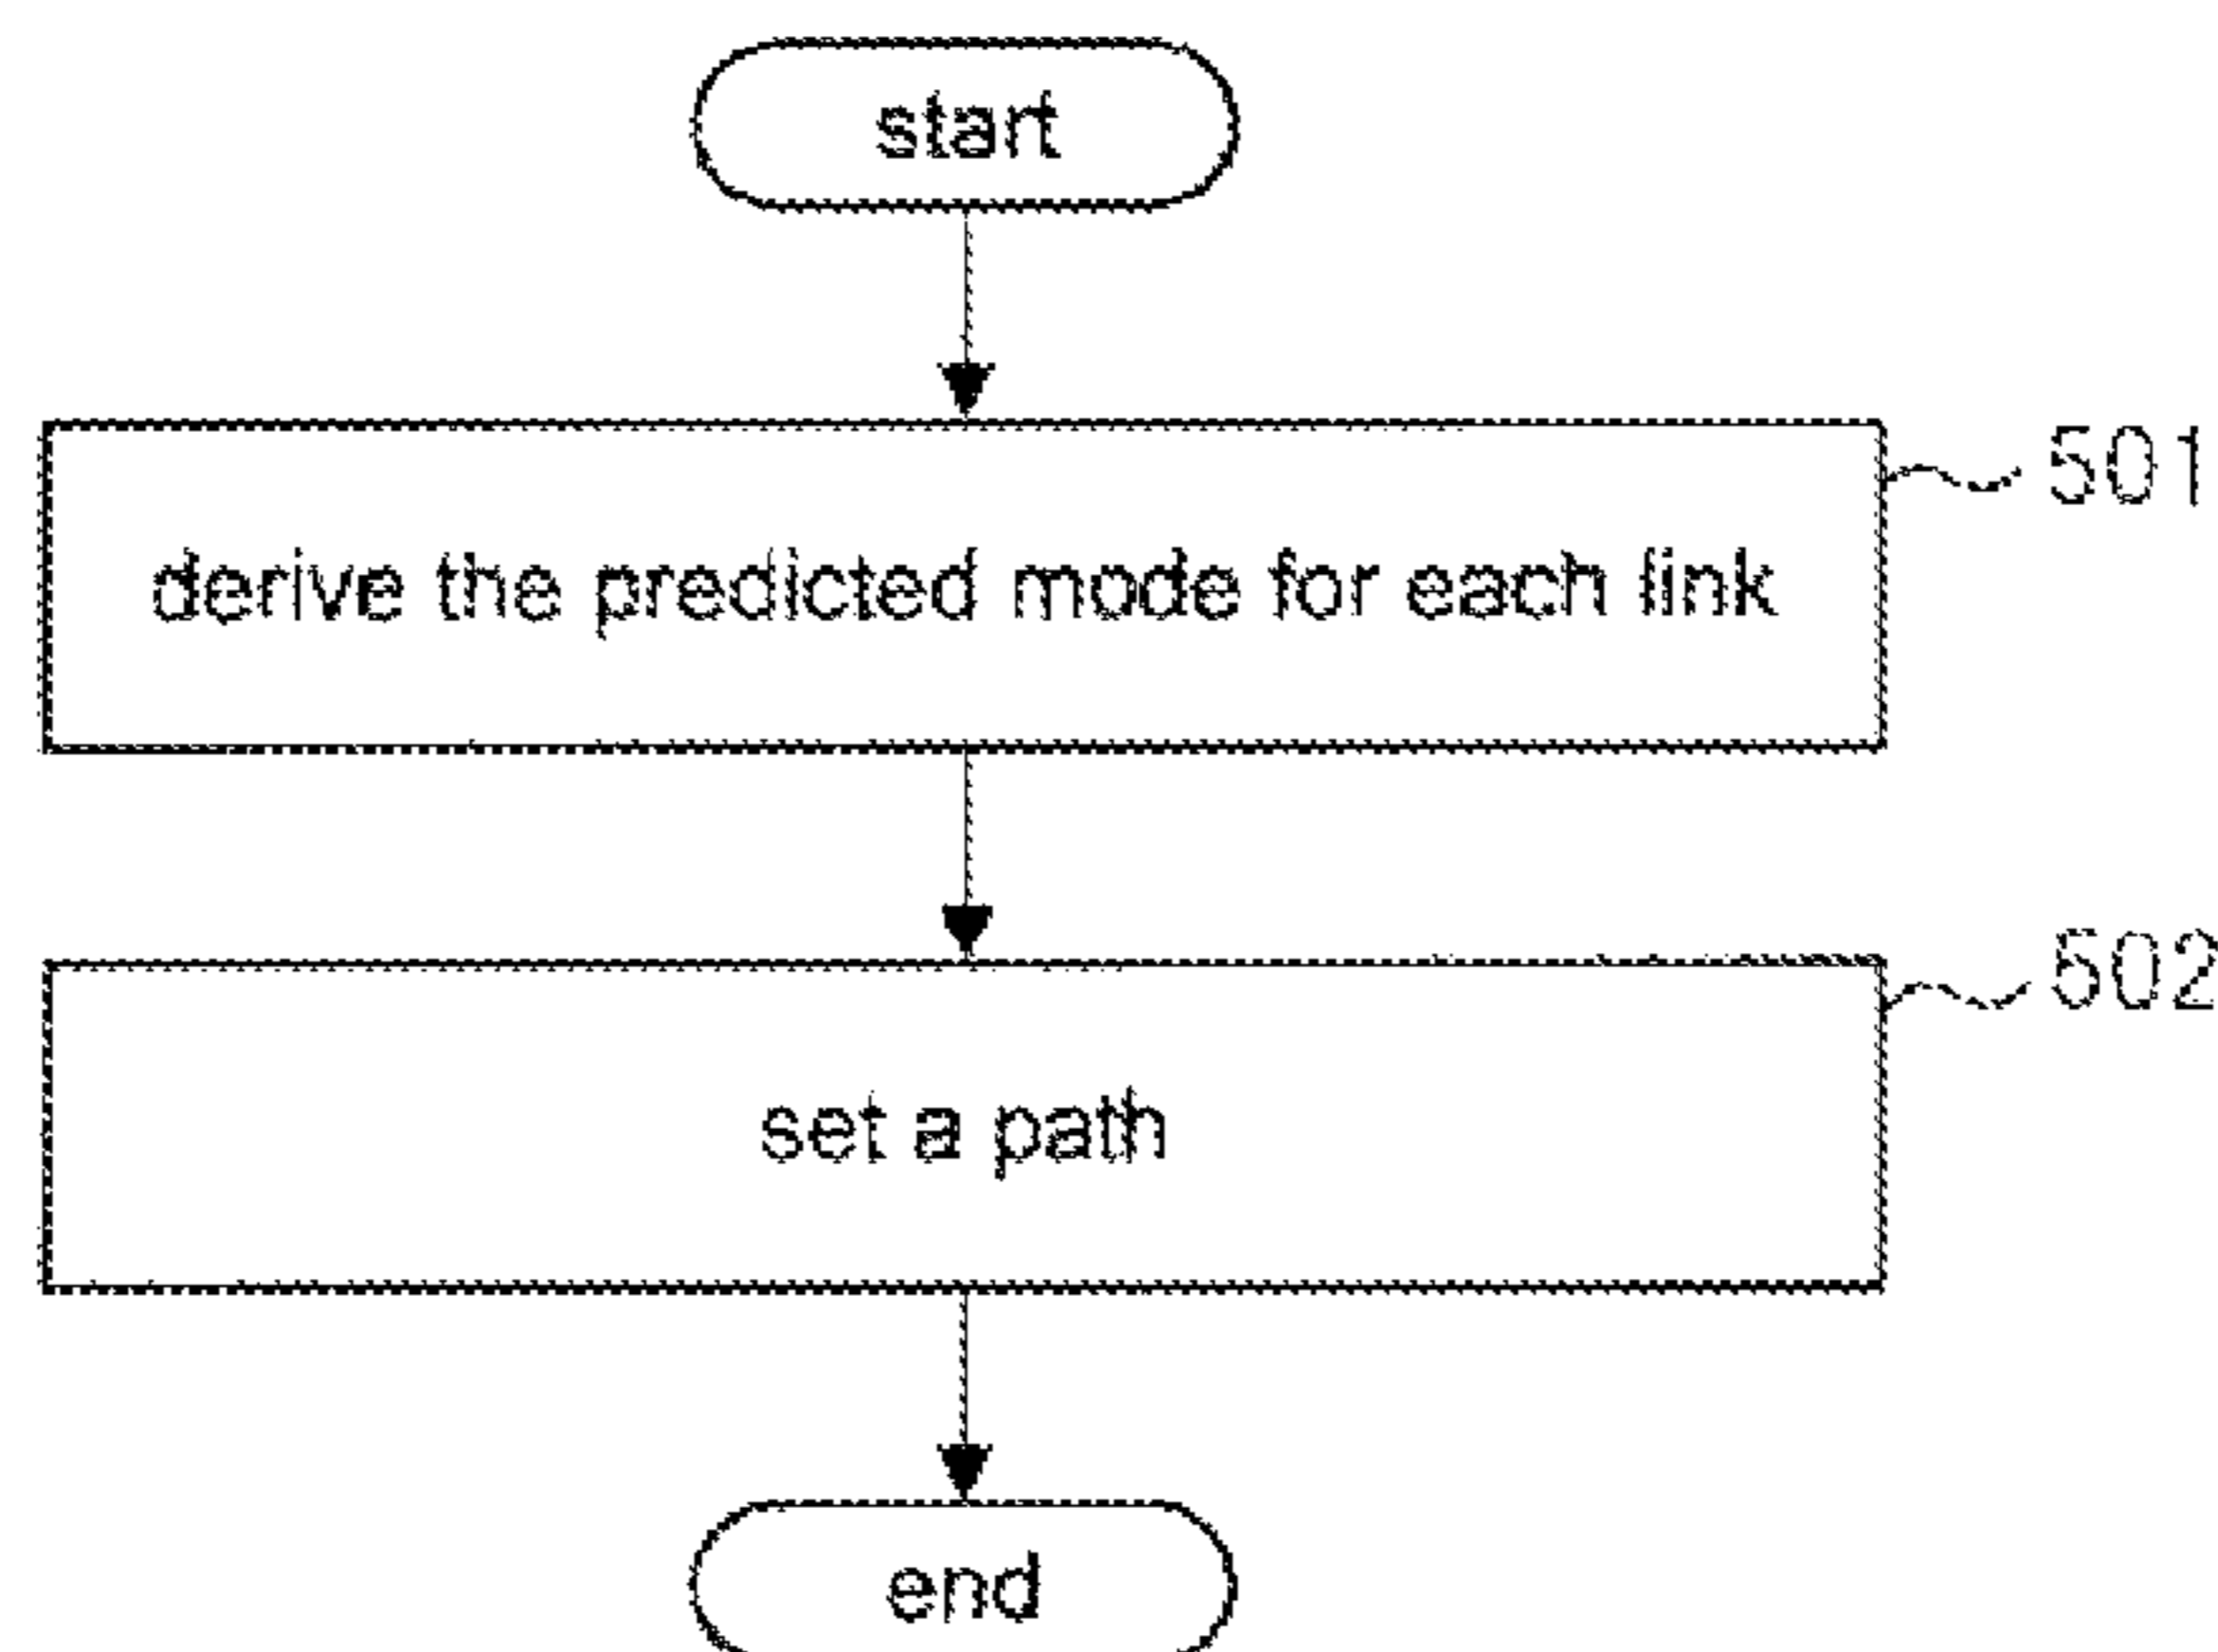 start
501
derive the predicted mode for each link
502
set a path
end